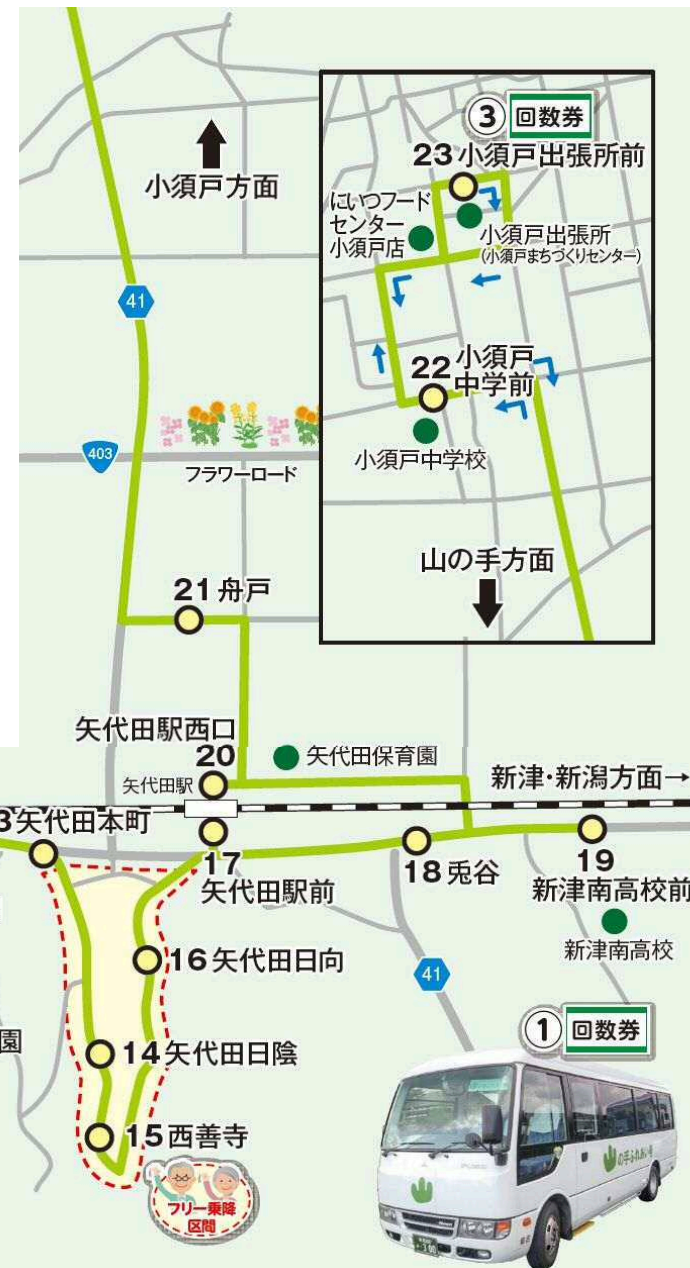 小須戸方面
41
403
フラワーロード
③ 回数券
23 小須戸出張所前
にいつフード
センター
小須戸店
小須戸出張所
(小須戸まちづくりセンター)
22 小須戸
中学前
小須戸中学校
山の手方面
21 舟戸
矢代田駅西口
20
矢代田駅
矢代田保育園
新津・新潟方面→
3 矢代田本町
17
矢代田駅前
18 兎谷
19
新津南高校前
新津南高校
16 矢代田日向
41
園
14 矢代田日陰
15 西善寺
フリー乗降
区間
① 回数券
の手ふれあい号